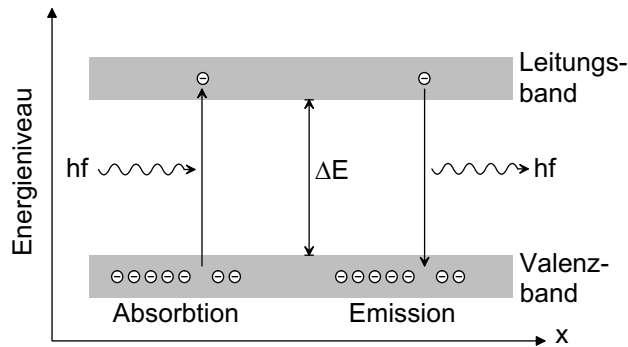 Leitungs-
band
Energieniveau
hf
ΔE
hf
Valenz-
band
Absorbtion
Emission
x